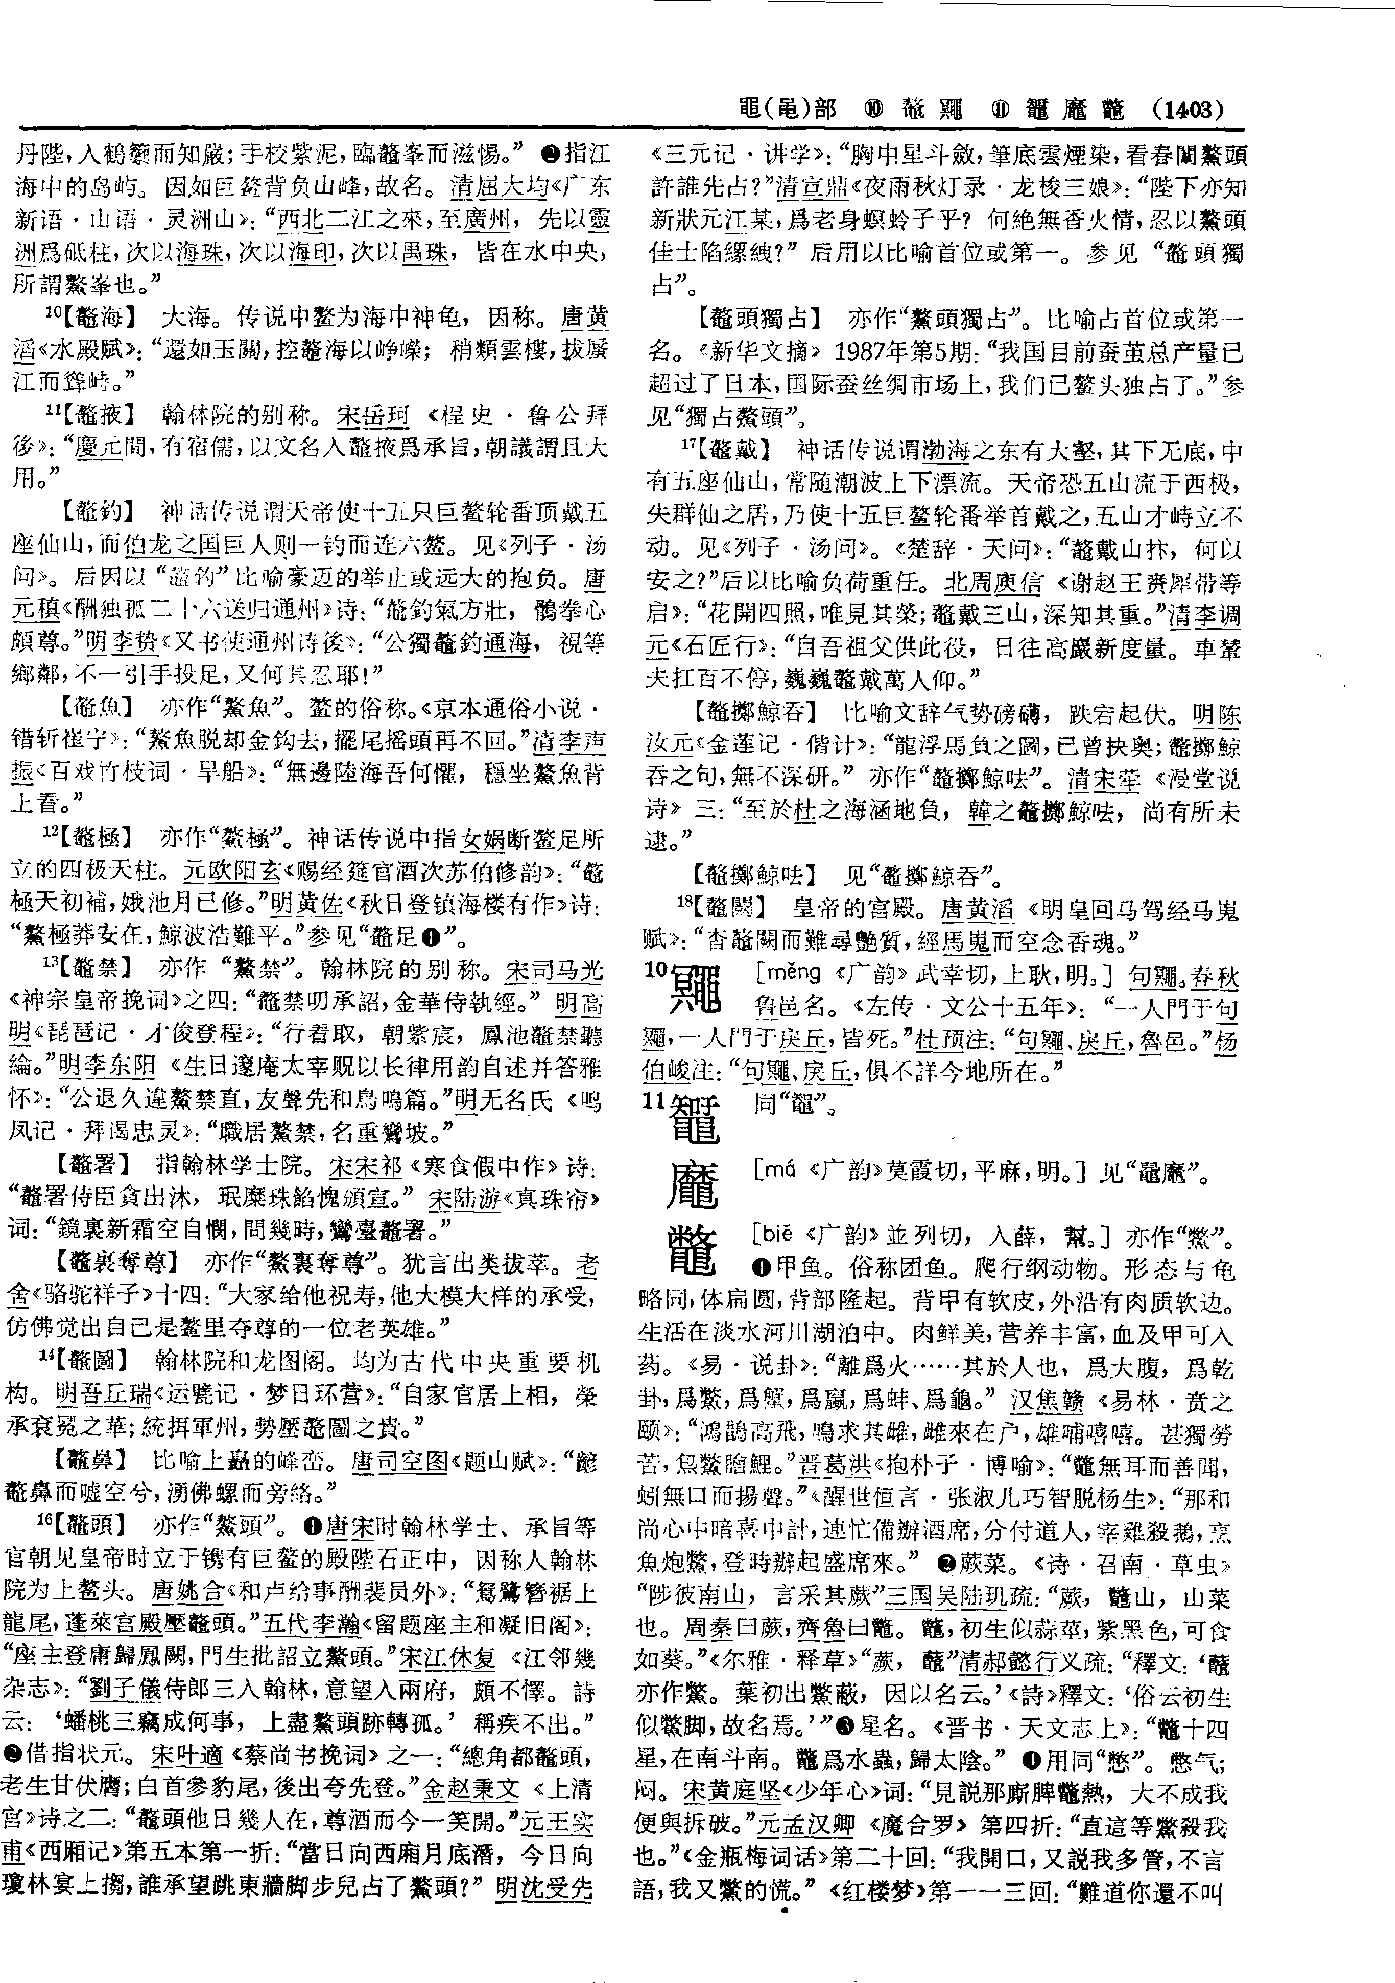 黽(黾)部 ⑩ 鼇鼆 ⑪ 鼅䵢鼈 (1403)
丹陛,入鶴籞而知嚴;手校紫泥,臨鼇峯而滋惕。” ❷指江
海中的岛屿。因如巨鳌背负山峰,故名。清屈大均《广东
新语·山语·灵洲山》:“西北二江之來,至廣州,先以靈
洲爲砥柱,次以海珠,次以海印,次以禺珠,皆在水中央,
所謂鰲峯也。”
10【鼇海】 大海。传说中鳌为海中神龟,因称。唐黄
滔《水殿赋》:“還如玉闕,控鼇海以峥嶸;稍類雲樓,拔蜃
江而聳峙。”
11【鼇掖】 翰林院的别称。宋岳珂《桯史·鲁公拜
後》:“慶元間,有宿儒,以文名入鼇掖爲承旨,朝議謂且大
用。”
【鼇釣】 神话传说谓天帝使十五只巨鳌轮番顶戴五
座仙山,而伯龙之国巨人则一钓而连六鳌。见《列子·汤
问》。后因以“鼇釣”比喻豪迈的举止或远大的抱负。唐
元稹《酬独孤二十六送归通州》诗:“鼇釣氣方壯,鶻拳心
頗尊。”明李贽《又书使通州诗後》:“公獨鼇釣通海,視等
鄉鄰,不一引手投足,又何其忍耶!”
【鼇魚】 亦作“鰲魚”。鳌的俗称。《京本通俗小说·
错斩崔宁》:“鰲魚脱却金鈎去,擺尾摇頭再不回。”清李声
振《百戏竹枝词·旱船》:“無邊陸海吾何懼,穩坐鰲魚背
上看。”
12【鼇極】 亦作“鰲極”。神话传说中指女娲断鳌足所
立的四极天柱。元欧阳玄《赐经筵官酒次苏伯修韵》:“鼇
極天初補,娥池月已修。”明黄佐《秋日登镇海楼有作》诗:
“鰲極莽安在,鯨波浩難平。”参见“鼇足❶”。
13【鼇禁】 亦作“鰲禁”。翰林院的别称。宋司马光
《神宗皇帝挽词》之四:“鼇禁叨承詔,金華侍執經。”明高
明《琵琶记·才俊登程》:“行看取,朝紫宸,鳳池鼇禁聽
綸。”明李东阳《生日邃庵太宰贶以长律用韵自述并答雅
怀》:“公退久違鰲禁直,友聲先和鳥鳴篇。”明无名氏《鸣
凤记·拜谒忠灵》:“職居鰲禁,名重鸞坡。”
【鼇署】 指翰林学士院。宋宋祁《寒食假中作》诗:
“鼇署侍臣貪出沐,珉糜珠餡愧頒宣。”宋陆游《真珠帘》
词:“鏡裏新霜空自憫,問幾時,鸞臺鼇署。”
【鼇裏奪尊】 亦作“鰲裏奪尊”。犹言出类拔萃。老
舍《骆驼祥子》十四:“大家给他祝寿,他大模大样的承受,
仿佛觉出自己是鳌里夺尊的一位老英雄。”
14【鼇圖】 翰林院和龙图阁。均为古代中央重要机
构。明吾丘瑞《运甓记·梦日环营》:“自家官居上相,榮
承衮冕之華;統握軍州,勢壓鼇圖之貴。”
【鼇鼻】 比喻上矗的峰峦。唐司空图《题山赋》:“
鼇鼻而嘘空兮,湧佛螺而旁絡。”
16【鼇頭】 亦作“鰲頭”。❶唐宋时翰林学士、承旨等
官朝见皇帝时立于镌有巨鳌的殿陛石正中,因称入翰林
院为上鳌头。唐姚合《和卢给事酬裴员外》:“鴛鷺簪裾上
龍尾,蓬萊宫殿壓鼇頭。”五代李瀚《留题座主和凝旧阁》:
“座主登庸歸鳳闕,門生批詔立鰲頭。”宋江休复《江邻幾
杂志》:“劉子儀侍郎三入翰林,意望入兩府,頗不懌。詩
云:‘蟠桃三竊成何事,上盡鰲頭跡轉孤。’稱疾不出。”
❷借指状元。宋叶適《蔡尚书挽词》之一:“總角都鼇頭,
老生甘伏膺;白首參豹尾,後出夸先登。”金赵秉文《上清
宫》诗之二:“鼇頭他日幾人在,尊酒而今一笑開。”元王实
甫《西厢记》第五本第一折:“當日向西廂月底潛,今日向
瓊林宴上搊,誰承望跳東牆脚步兒占了鰲頭?”明沈受先
《三元记·讲学》:“胸中星斗斂,筆底雲煙染,看春闈鰲頭
許誰先占?”清宣鼎《夜雨秋灯录·龙梭三娘》:“陛下亦知
新狀元江某,爲老身螟蛉子乎?何絶無香火情,忍以鰲頭
佳士陷縲絏?”后用以比喻首位或第一。参见“鼇頭獨
占”。
【鼇頭獨占】 亦作“鰲頭獨占”。比喻占首位或第一
名。《新华文摘》1987年第5期:“我国目前蚕茧总产量已
超过了日本,国际蚕丝绸市场上,我们已鳌头独占了。”参
见“獨占鰲頭”。
17【鼇戴】 神话传说谓渤海之东有大壑,其下无底,中
有五座仙山,常随潮波上下漂流。天帝恐五山流于西极,
失群仙之居,乃使十五巨鳌轮番举首戴之,五山才峙立不
动。见《列子·汤问》。《楚辞·天问》:“鼇戴山抃,何以
安之?”后以比喻负荷重任。北周庾信《谢赵王赉犀带等
启》:“花開四照,唯見其榮;鼇戴三山,深知其重。”清李调
元《石匠行》:“自吾祖父供此役,日往高巖新度量。車輦
夫扛百不停,巍巍鼇戴萬人仰。”
【鼇擲鯨吞】 比喻文辞气势磅礴,跌宕起伏。明陈
汝元《金莲记·偕计》:“龍浮馬負之圖,已曾抉奥;鼇擲鯨
吞之句,無不深研。”亦作“鼇擲鯨呿”。清宋荦《漫堂说
诗》三:“至於杜之海涵地負,韓之鼇擲鯨呿,尚有所未
逮。”
【鼇擲鯨呿】 见“鼇擲鯨吞”。
18【鼇闕】 皇帝的宫殿。唐黄滔《明皇回马驾经马嵬
赋》:“杳鼇闕而難尋艷質,經馬嵬而空念香魂。”
10鼆 [měng《广韵》武幸切,上耿,明。]句鼆。春秋
鲁邑名。《左传·文公十五年》:“一人門于句
鼆,一人門于戾丘,皆死。”杜预注:“句鼆、戾丘,魯邑。”杨
伯峻注:“句鼆、戾丘,俱不詳今地所在。”
11鼅 同“鼅”。
䵢 [má《广韵》莫霞切,平麻,明。]见“鼁䵢”。
鼈 [biē《广韵》並列切,入薛,幫。]亦作“鱉”。
❶甲鱼。俗称团鱼。爬行纲动物。形态与龟
略同,体扁圆,背部隆起。背甲有软皮,外沿有肉质软边。
生活在淡水河川湖泊中。肉鲜美,营养丰富,血及甲可入
药。《易·说卦》:“離爲火……其於人也,爲大腹,爲乾
卦,爲鱉,爲蟹,爲蠃,爲蚌、爲龜。”汉焦赣《易林·贲之
颐》:“鴻鵠高飛,鳴求其雌,雌來在户,雄哺嘻嘻。甚獨勞
苦,炰鱉膾鯉。”晋葛洪《抱朴子·博喻》:“鼈無耳而善聞,
蚓無口而揚聲。”《醒世恒言·张淑儿巧智脱杨生》:“那和
尚心中暗喜中計,連忙備辦酒席,分付道人,宰雞殺鵝,烹
魚炮鱉,登時辦起盛席來。” ❷蕨菜。《诗·召南·草虫》
“陟彼南山,言采其蕨”三国吴陆玑疏:“蕨,鼈山,山菜
也。周秦曰蕨,齊魯曰鼈。鼈,初生似蒜莖,紫黑色,可食
如葵。”《尔雅·释草》“蕨,虌”清郝懿行义疏:“釋文:‘虌
亦作鱉。葉初出鱉蔽,因以名云。’《詩》釋文:‘俗云初生
似鱉脚,故名焉。’”❸星名。《晋书·天文志上》:“鼈十四
星,在南斗南。鼈爲水蟲,歸太陰。” ❹用同“憋”。憋气;
闷。宋黄庭坚《少年心》词:“見説那廝脾鼈熱,大不成我
便與拆破。”元孟汉卿《魔合罗》第四折:“直這等鱉殺我
也。”《金瓶梅词话》第二十回:“我開口,又説我多管,不言
語,我又鱉的慌。”《红楼梦》第一一三回:“難道你還不叫